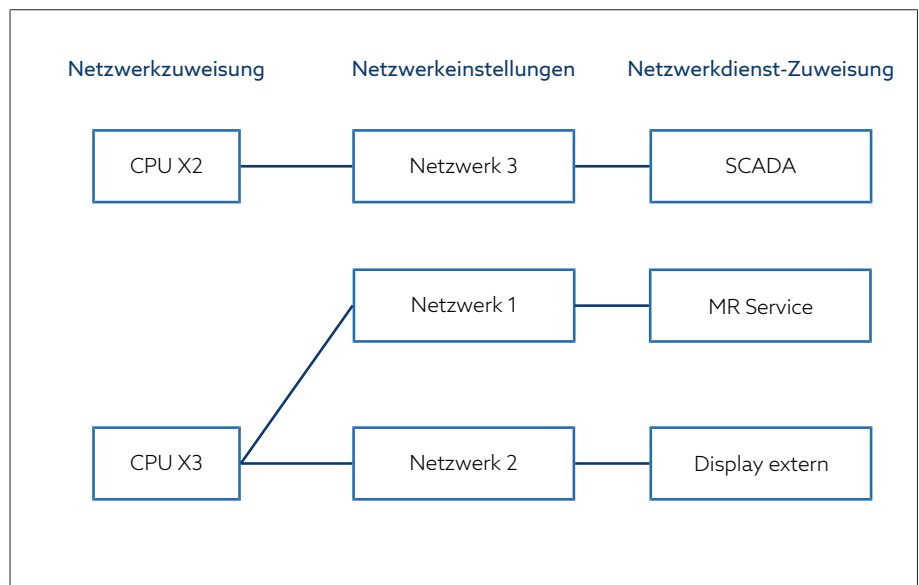 Netzwerkzuweisung
Netzwerkeinstellungen
Netzwerkdienst-Zuweisung
CPU X2
Netzwerk 3
SCADA
Netzwerk 1
MR Service
CPU X3
Netzwerk 2
Display extern